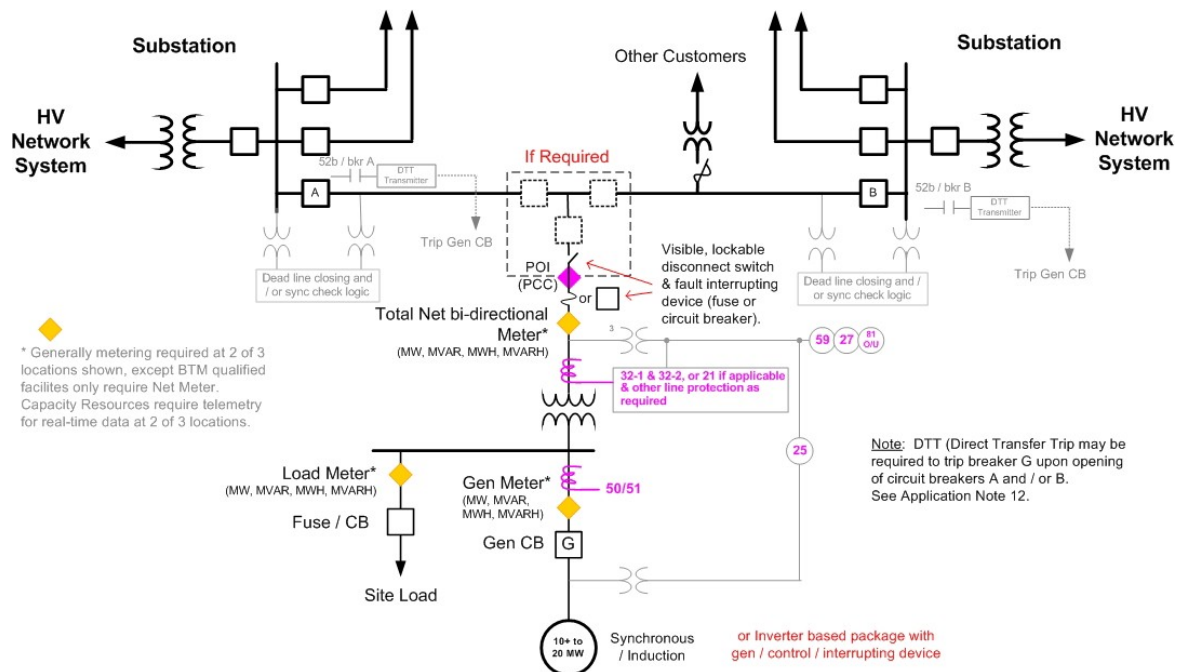 Substation
Substation
Other Customers
HV
Network
System
HV
Network
System
If Required
52b / bkr A
DTT
Transmitter
A
B
52b / bkr B
DTT
Transmitter
Trip Gen CB
Trip Gen CB
Dead line closing and
/ or sync check logic
Dead line closing and /
or sync check logic
POI
(PCC)
or
Visible, lockable
disconnect switch
& fault interrupting
device (fuse or
circuit breaker).
Total Net bi-directional
Meter*
(MW, MVAR, MWH, MVARH)
3
59
27
81
O/U
* Generally metering required at 2 of 3
locations shown, except BTM qualified
facilites only require Net Meter.
Capacity Resources require telemetry
for real-time data at 2 of 3 locations.
32-1 & 32-2, or 21 if applicable
& other line protection as
required
25
Note: DTT (Direct Transfer Trip may be
required to trip breaker G upon opening
of circuit breakers A and / or B.
See Application Note 12.
Load Meter*
(MW, MVAR, MWH, MVARH)
Gen Meter*
(MW, MVAR,
MWH, MVARH)
50/51
Fuse / CB
Gen CB
G
Site Load
10+ to
20 MW
Synchronous
/ Induction
or Inverter based package with
gen / control / interrupting device